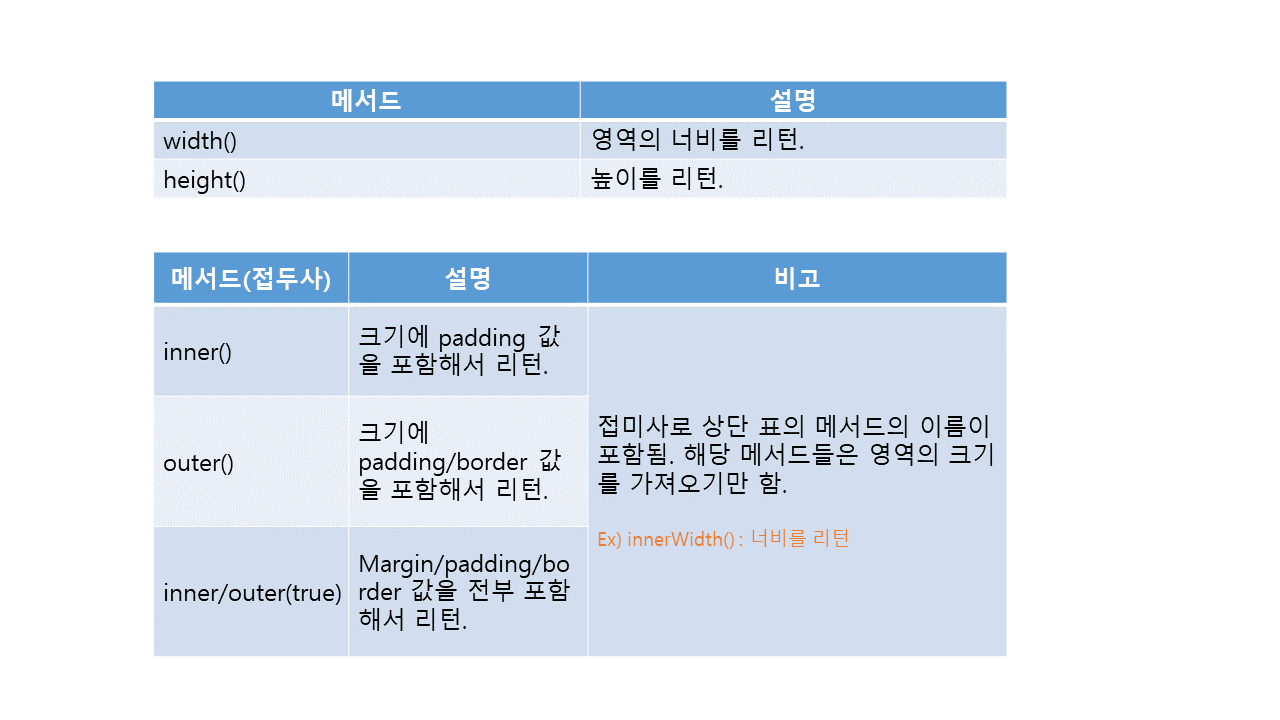 메서드 설명
width() 영역의 너비를 리턴.
height() 높이를 리턴.
메서드(접두사) 설명 비고
inner()
크기에 padding 값
을 포함해서 리턴.
outer()
크기에
padding/border 값
을 포함해서 리턴.
inner/outer(true)
Margin/padding/bo
rder 값을 전부 포함
해서 리턴.
접미사로 상단 표의 메서드의 이름이
포함됨. 해당 메서드들은 영역의 크기
를 가져오기만 함.
Ex) innerWidth() : 너비를 리턴